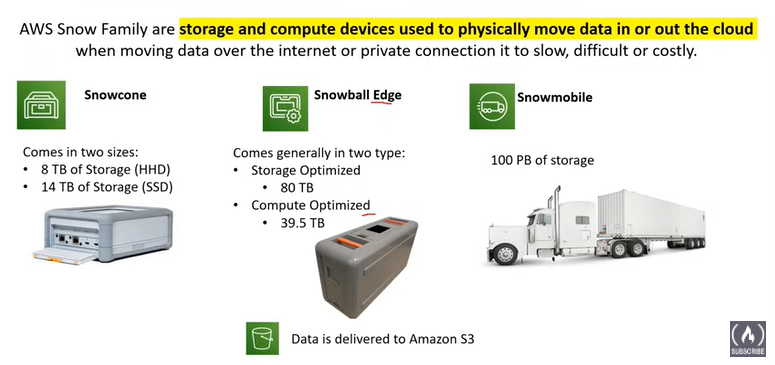 AWS Snow Family are storage and compute devices used to physically move data in or out the cloud
when moving data over the internet or private connection it to slow, difficult or costly.
Snowcone
Comes in two sizes:
• 8 TB of Storage (HHD)
• 14 TB of Storage (SSD)
Snowball Edge
Comes generally in two type:
• Storage Optimized
• 80 TB
• Compute Optimized
• 39.5 TB
Snowmobile
100 PB of storage
Data is delivered to Amazon S3
SUBSCRIBE